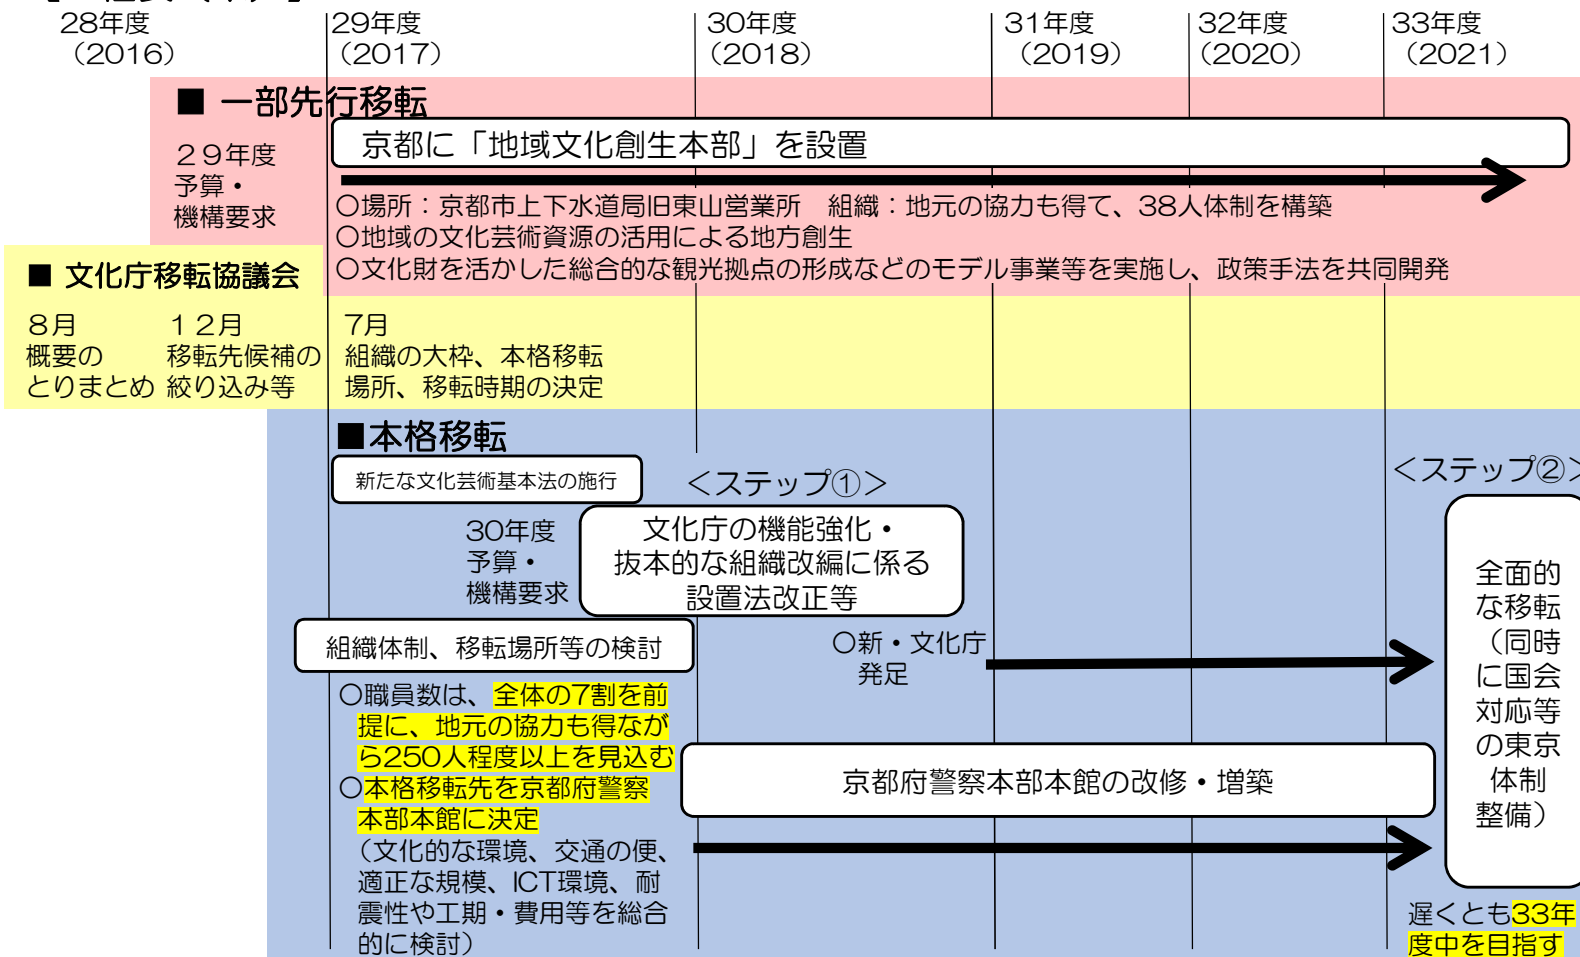 28年度
（2016）
29年度
（2017）
30年度
（2018）
31年度
（2019）
32年度
（2020）
33年度
（2021）
■ 一部先行移転
２９年度
予算・
機構要求
京都に「地域文化創生本部」を設置
○場所：京都市上下水道局旧東山営業所　組織：地元の協力も得て、38人体制を構築
○地域の文化芸術資源の活用による地方創生
○文化財を活かした総合的な観光拠点の形成などのモデル事業等を実施し、政策手法を共同開発
■ 文化庁移転協議会
８月
概要の
とりまとめ
１２月
移転先候補の
絞り込み等
7月
組織の大枠、本格移転
場所、移転時期の決定
■本格移転
新たな文化芸術基本法の施行
＜ステップ①＞
30年度
予算・
機構要求
文化庁の機能強化・
抜本的な組織改編に係る
設置法改正等
組織体制、移転場所等の検討
○新・文化庁
発足
○職員数は、全体の7割を前
提に、地元の協力も得なが
ら250人程度以上を見込む
○本格移転先を京都府警察
本部本館に決定
（文化的な環境、交通の便、
適正な規模、ICT環境、耐
震性や工期・費用等を総合
的に検討）
京都府警察本部本館の改修・増築
＜ステップ②＞
全面的
な移転
（同時
に国会
対応等
の東京
体制
整備）
遅くとも33年
度中を目指す